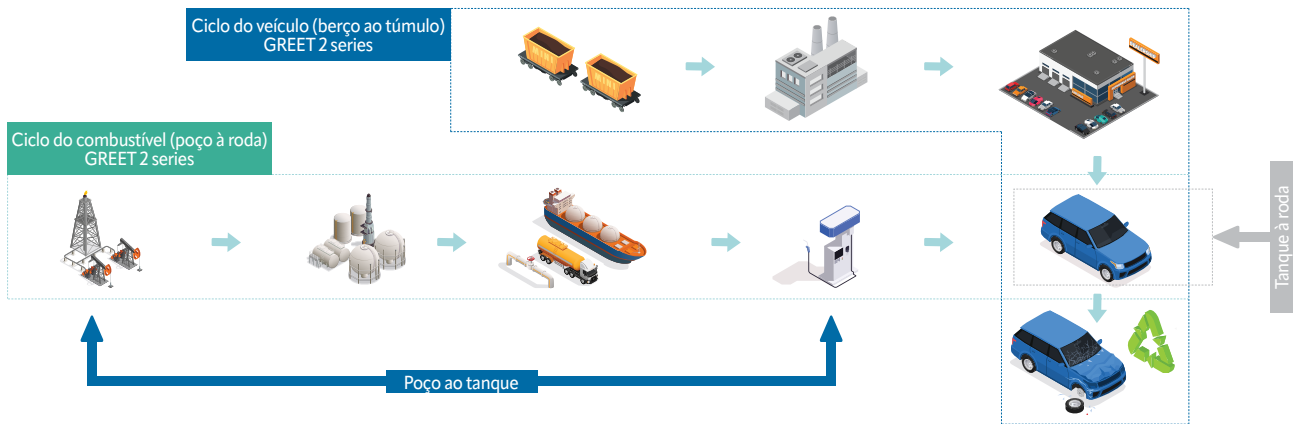 Ciclo do veículo (berço ao túmulo)
GREET 2 series
Ciclo do combustível (poço à roda)
GREET 2 series
Tanque à roda
Poço ao tanque